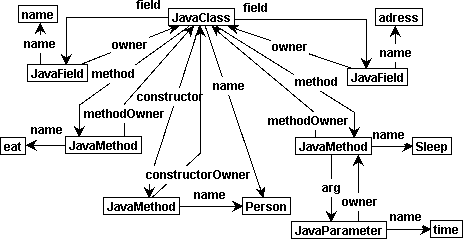 field
field
name
JavaClass
adress
name
owner
owner
name
JavaField
JavaField
method
name
method
constructor
methodOwner
methodOwner
name
name
eat
JavaMethod
JavaMethod
Sleep
constructorOwner
arg
name
owner
JavaMethod
Person
name
JavaParameter
time